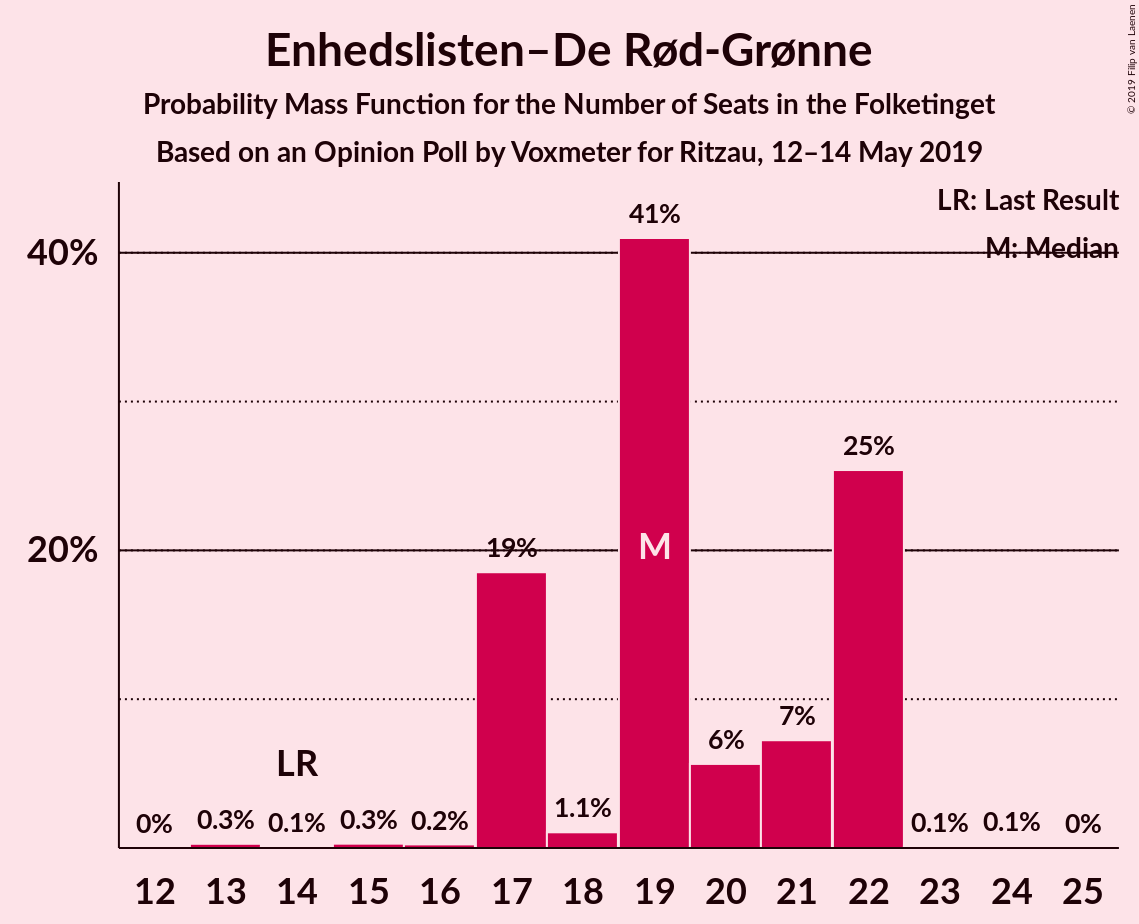 Enhedslisten–De Rød-Grønne
Probability Mass Function for the Number of Seats in the Folketinget
Based on an Opinion Poll by Voxmeter for Ritzau, 12–14 May 2019
© 2019 Filip van Laenen
LR: Last Result
M: Median
40%
20%
0%
0.3%
LR
0.1%
0.3%
0.2%
19%
1.1%
41%
M
6%
7%
25%
0.1%
0.1%
0%
12 13 14 15 16 17 18 19 20 21 22 23 24 25